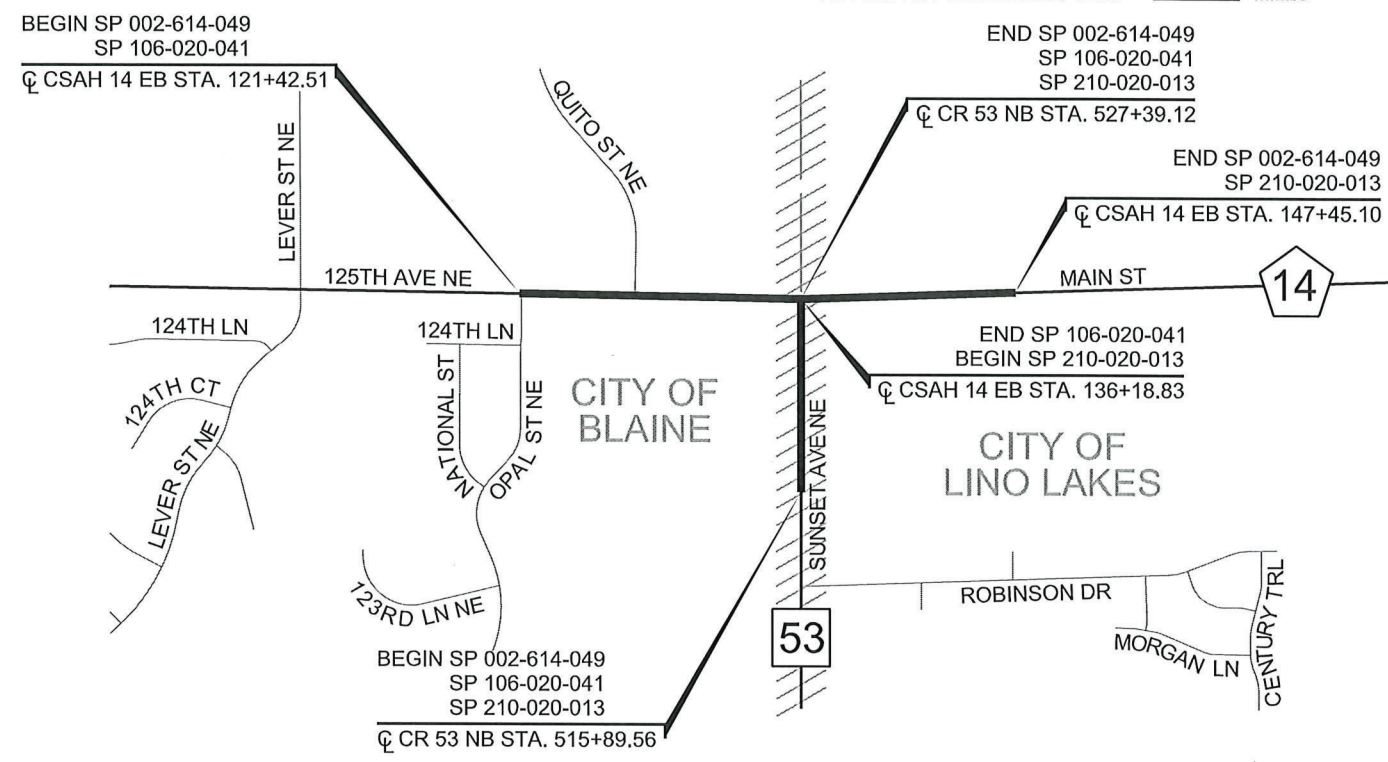 BEGIN SP 002-614-049
SP 106-020-041
℄ CSAH 14 EB STA. 121+42.51
END SP 002-614-049
SP 106-020-041
SP 210-020-013
℄ CR 53 NB STA. 527+39.12
END SP 002-614-049
SP 210-020-013
℄ CSAH 14 EB STA. 147+45.10
QUITO ST NE
LEVER ST NE
125TH AVE NE
MAIN ST
14
124TH LN
124TH LN
END SP 106-020-041
BEGIN SP 210-020-013
℄ CSAH 14 EB STA. 136+18.83
124TH CT
NATIONAL ST
OPAL ST NE
CITY OF
BLAINE
CITY OF
LINO LAKES
LEVER ST NE
SUNSET AVE NE
123RD LN NE
ROBINSON DR
53
MORGAN LN
CENTURY TRL
BEGIN SP 002-614-049
SP 106-020-041
SP 210-020-013
℄ CR 53 NB STA. 515+89.56